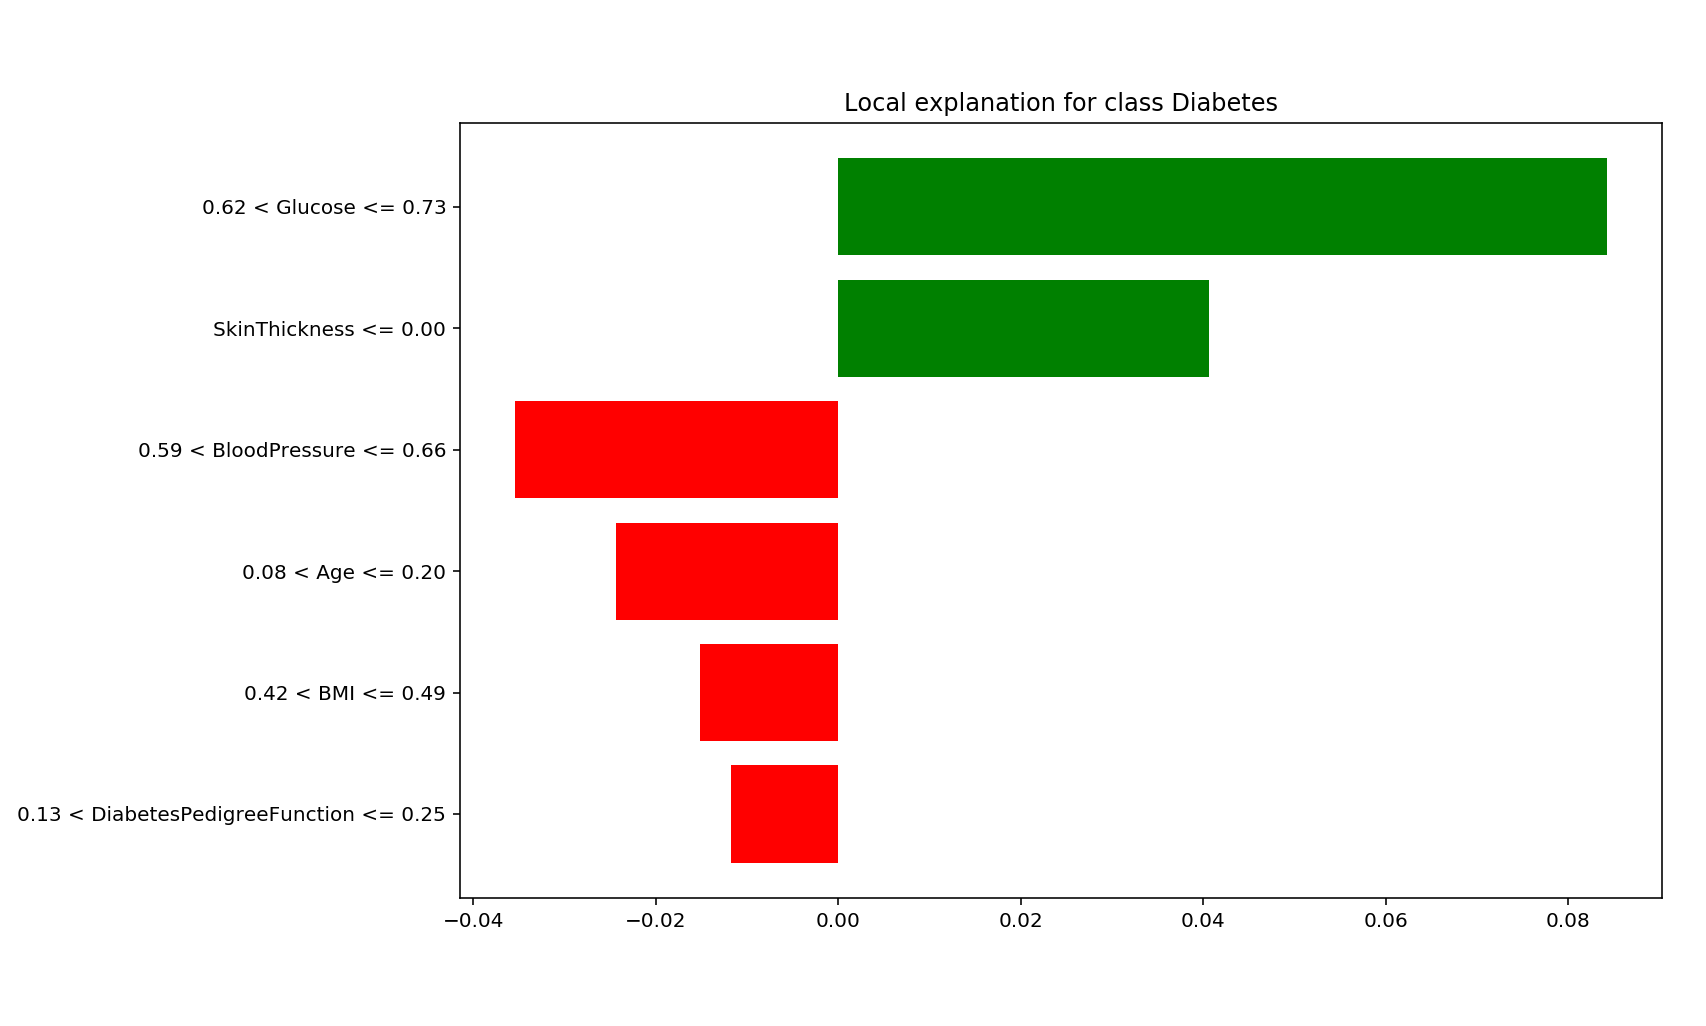 Local explanation for class Diabetes
0.62 < Glucose <= 0.73
SkinThickness <= 0.00
0.59 < BloodPressure <= 0.66
0.08 < Age <= 0.20
0.42 < BMI <= 0.49
0.13 < DiabetesPedigreeFunction <= 0.25
−0.04 −0.02 0.00 0.02 0.04 0.06 0.08